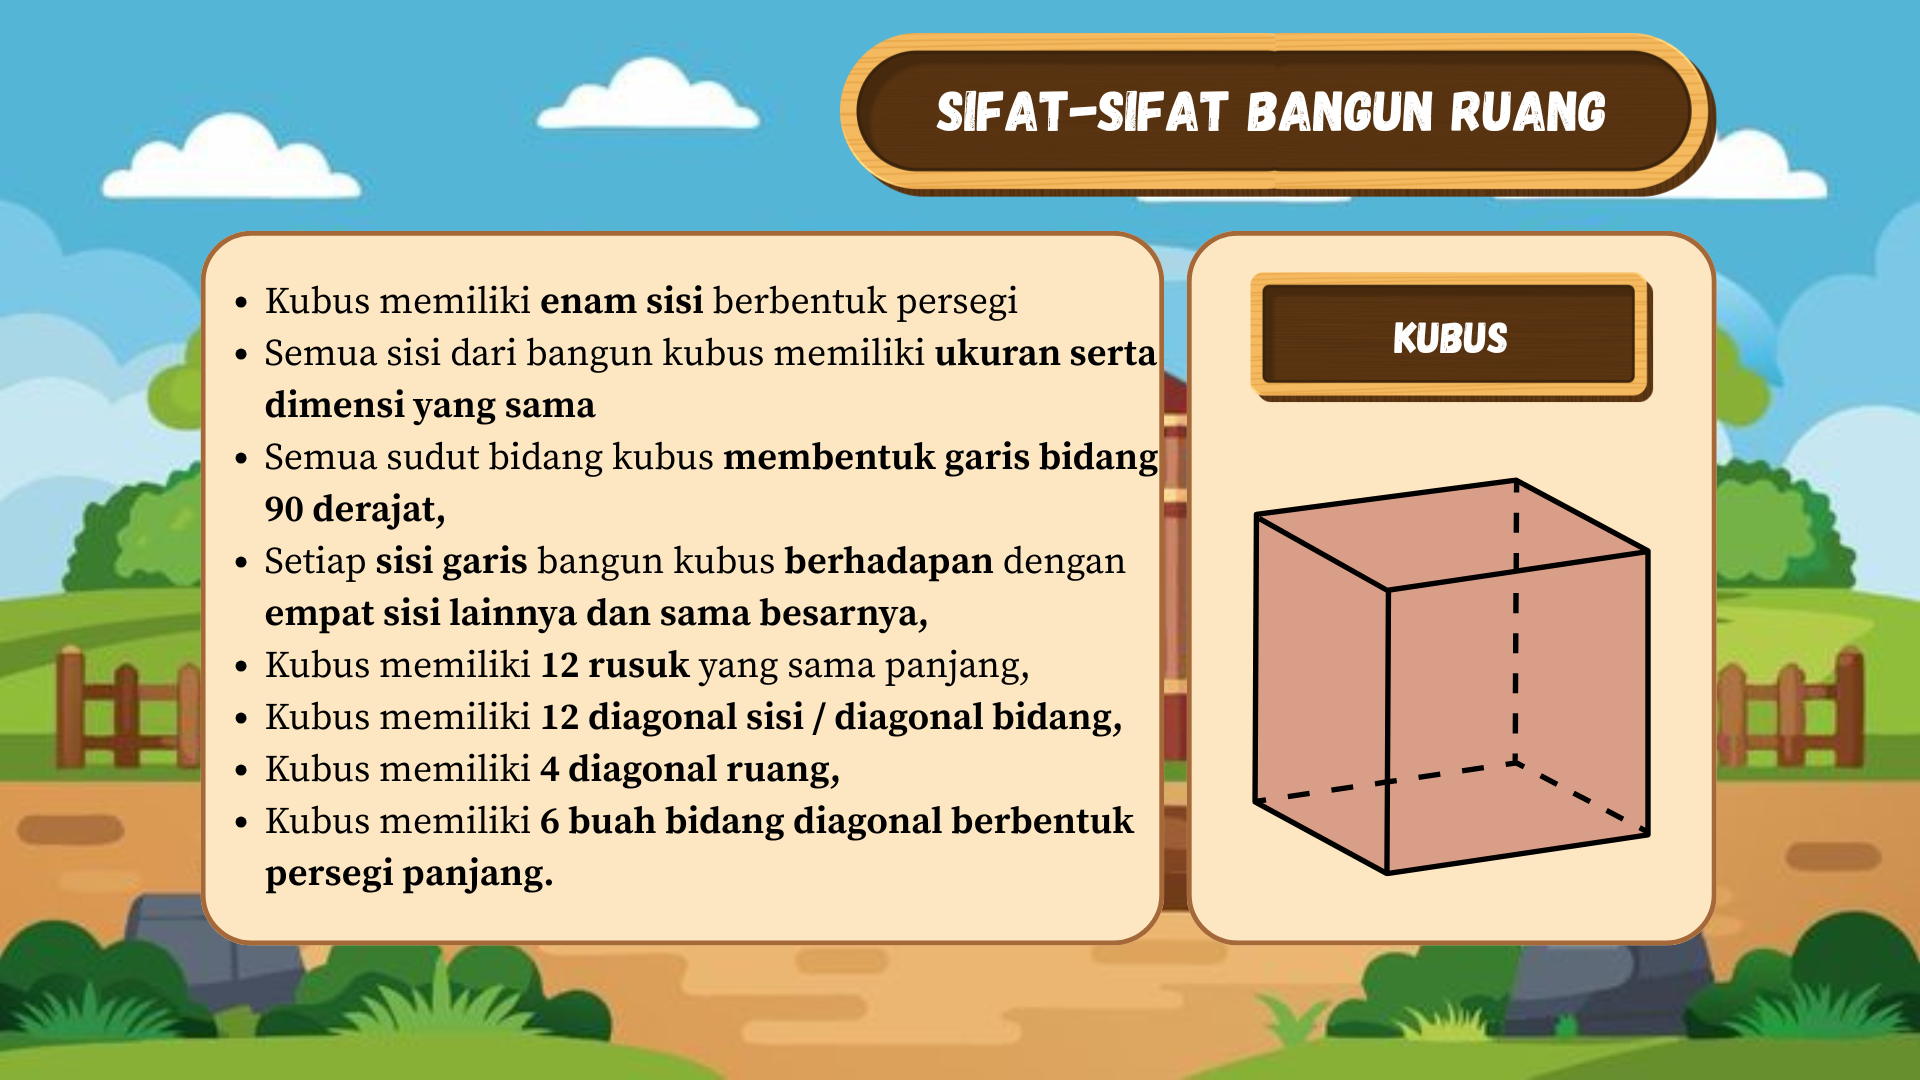 SIFAT-SIFAT BANGUN RUANG
• Kubus memiliki enam sisi berbentuk persegi
• Semua sisi dari bangun kubus memiliki ukuran serta
dimensi yang sama
• Semua sudut bidang kubus membentuk garis bidang
90 derajat,
• Setiap sisi garis bangun kubus berhadapan dengan
empat sisi lainnya dan sama besarnya,
• Kubus memiliki 12 rusuk yang sama panjang,
• Kubus memiliki 12 diagonal sisi / diagonal bidang,
• Kubus memiliki 4 diagonal ruang,
• Kubus memiliki 6 buah bidang diagonal berbentuk
persegi panjang.
KUBUS